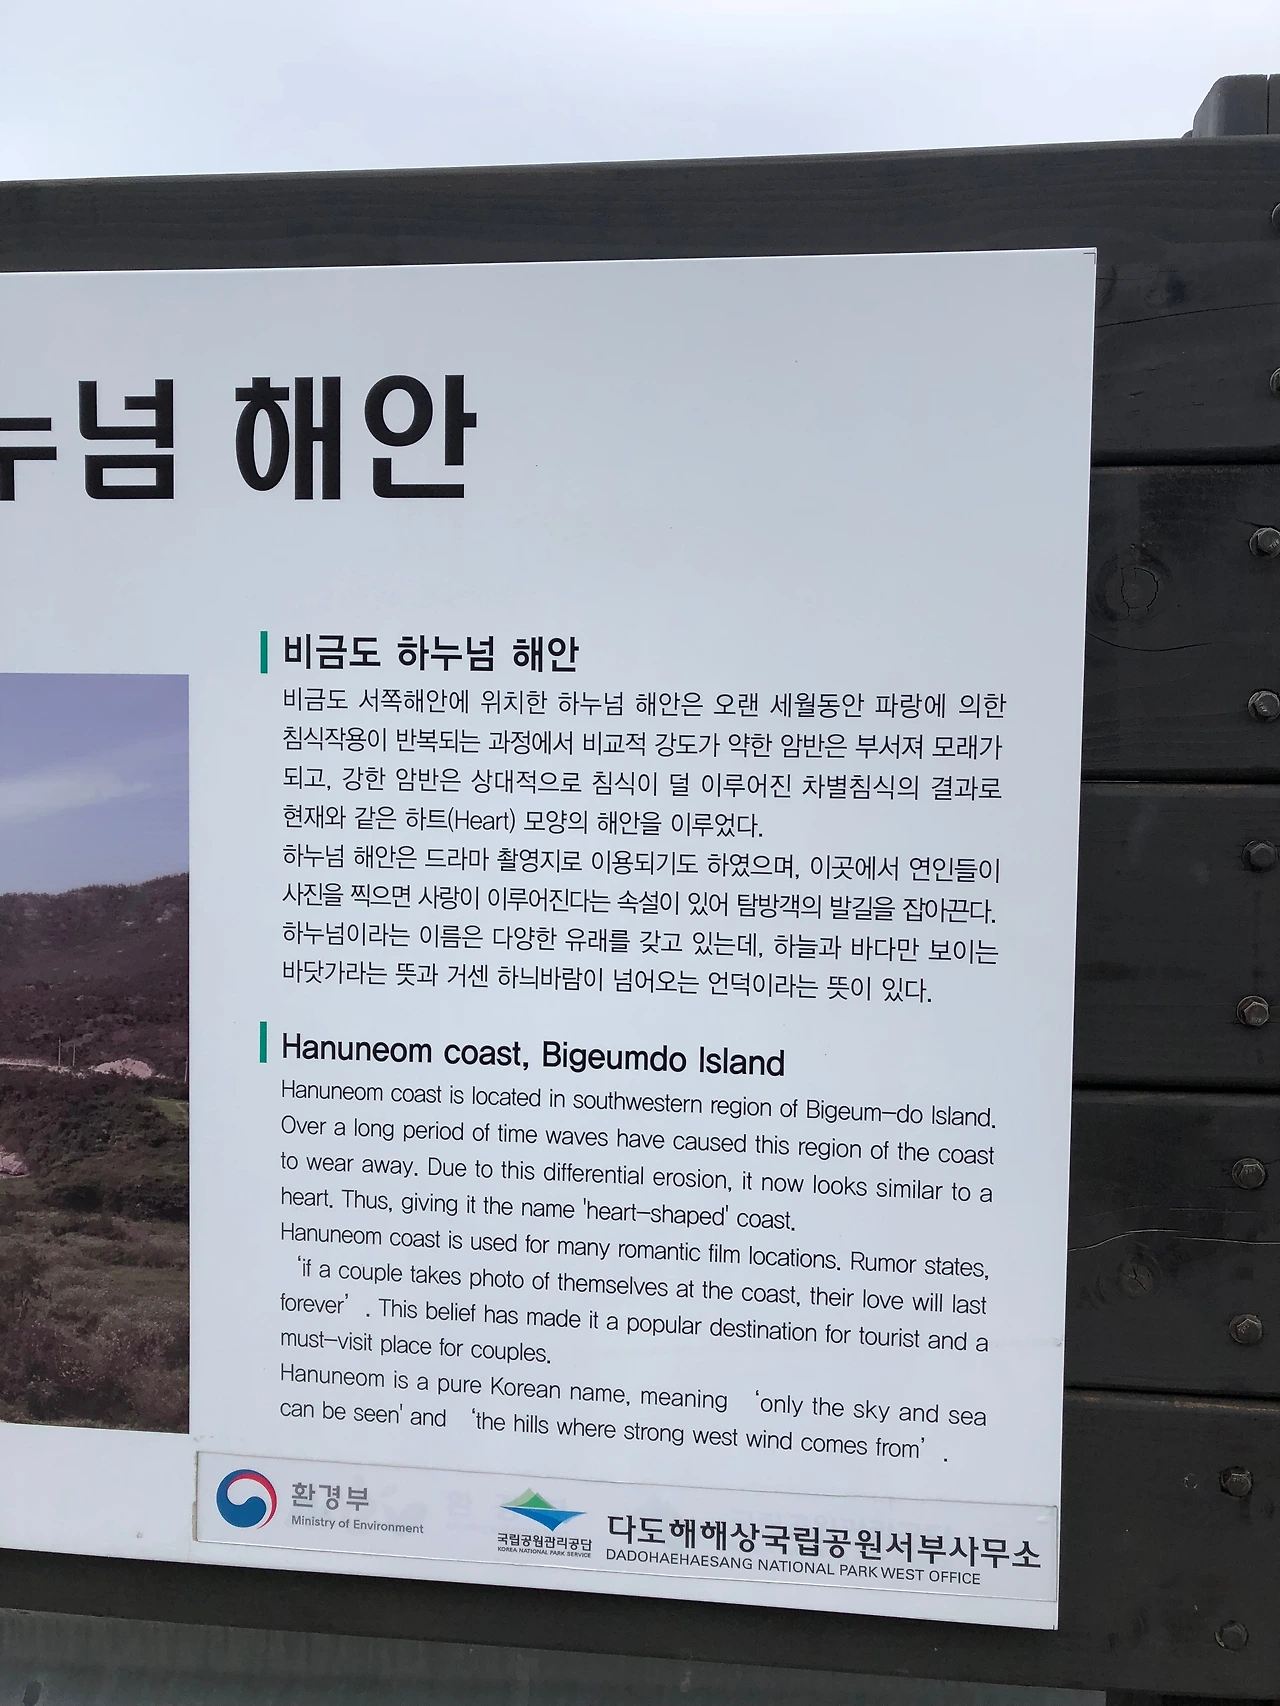 누넘 해안
비금도 하누넘 해안
비금도 서쪽해안에 위치한 하누넘 해안은 오랜 세월동안 파랑에 의한
침식작용이 반복되는 과정에서 비교적 강도가 약한 암반은 부서져 모래가
되고, 강한 암반은 상대적으로 침식이 덜 이루어진 차별침식의 결과로
현재와 같은 하트(Heart) 모양의 해안을 이루었다.
하누넘 해안은 드라마 촬영지로 이용되기도 하였으며, 이곳에서 연인들이
사진을 찍으면 사랑이 이루어진다는 속설이 있어 탐방객의 발길을 잡아끈다.
하누넘이라는 이름은 다양한 유래를 갖고 있는데, 하늘과 바다만 보이는
바닷가라는 뜻과 거센 하늬바람이 넘어오는 언덕이라는 뜻이 있다.
Hanuneom coast, Bigeumdo Island
Hanuneom coast is located in southwestern region of Bigeum-do Island.
Over a long period of time waves have caused this region of the coast
to wear away. Due to this differential erosion, it now looks similar to a
heart. Thus, giving it the name 'heart-shaped' coast.
Hanuneom coast is used for many romantic film locations. Rumor states,
‘if a couple takes photo of themselves at the coast, their love will last
forever’ . This belief has made it a popular destination for tourist and a
must-visit place for couples.
Hanuneom is a pure Korean name, meaning ‘only the sky and sea
can be seen' and ‘the hills where strong west wind comes from’ .
환경부
Ministry of Environment
국립공원관리공단
KOREA NATIONAL PARK SERVICE
다도해해상국립공원서부사무소
DADOHAEHAESANG NATIONAL PARK WEST OFFICE